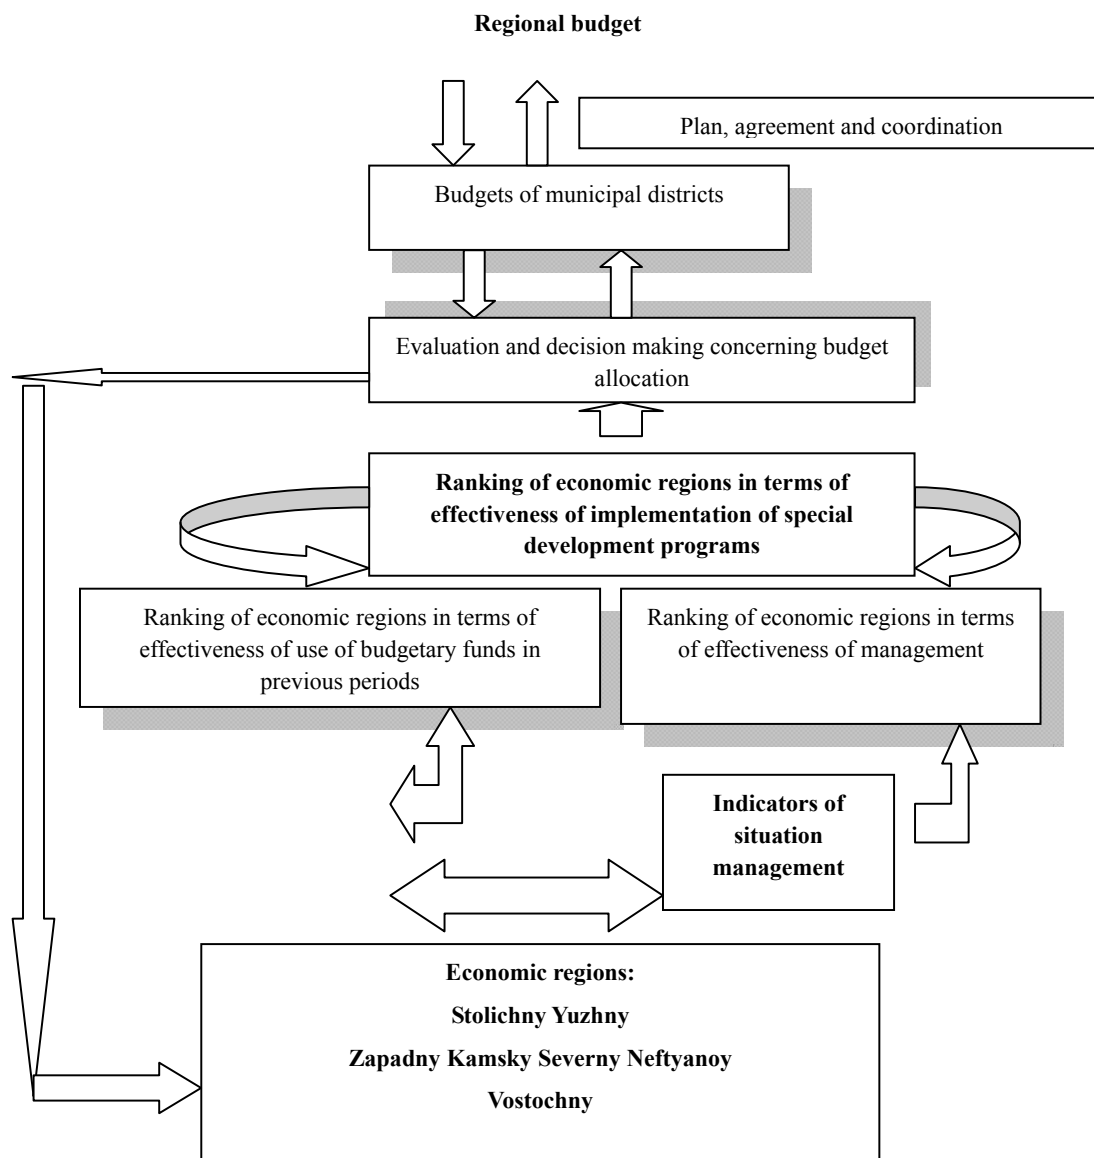 Regional budget
Plan, agreement and coordination
Budgets of municipal districts
Evaluation and decision making concerning budget
allocation
Ranking of economic regions in terms of
effectiveness of implementation of special
development programs
Ranking of economic regions in terms of
effectiveness of use of budgetary funds in
previous periods
Ranking of economic regions in terms
of effectiveness of management
Indicators of
situation
management
Economic regions:
Stolichny Yuzhny
Zapadny Kamsky Severny Neftyanoy
Vostochny